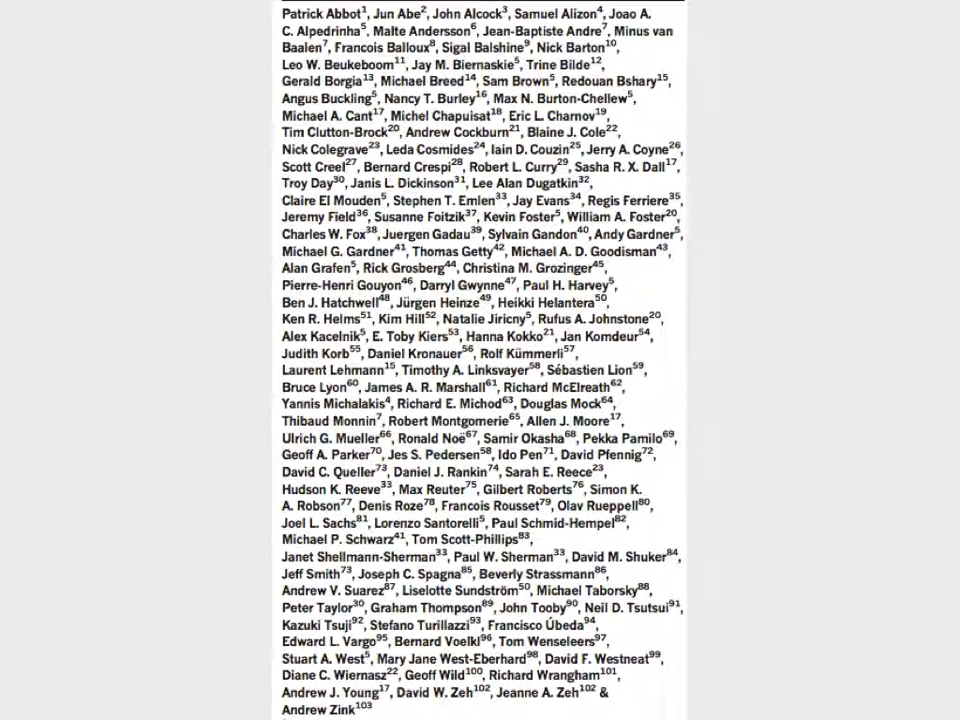 Patrick Abbot1, Jun Abe2, John Alcock3, Samuel Alizon4, Joao A.
C. Alpedrinha5, Malte Andersson6, Jean-Baptiste Andre7, Minus van
Baalen7, Francois Balloux8, Sigal Balshine9, Nick Barton10,
Leo W. Beukeboom11, Jay M. Biernaskie5, Trine Bilde12,
Gerald Borgia13, Michael Breed14, Sam Brown5, Redouan Bshary15,
Angus Buckling5, Nancy T. Burley16, Max N. Burton-Chellew5,
Michael A. Cant17, Michel Chapuisat18, Eric L. Charnov19,
Tim Clutton-Brock20, Andrew Cockburn21, Blaine J. Cole22,
Nick Colegrave23, Leda Cosmides24, Iain D. Couzin25, Jerry A. Coyne26,
Scott Creel27, Bernard Crespi28, Robert L. Curry29, Sasha R. X. Dall17,
Troy Day30, Janis L. Dickinson31, Lee Alan Dugatkin32,
Claire El Mouden5, Stephen T. Emlen33, Jay Evans34, Regis Ferriere35,
Jeremy Field36, Susanne Foitzik37, Kevin Foster5, William A. Foster20,
Charles W. Fox38, Juergen Gadau39, Sylvain Gandon40, Andy Gardner5,
Michael G. Gardner41, Thomas Getty42, Michael A. D. Goodisman43,
Alan Grafen5, Rick Grosberg44, Christina M. Grozinger45,
Pierre-Henri Gouyon46, Darryl Gwynne47, Paul H. Harvey5,
Ben J. Hatchwell48, Jürgen Heinze49, Heikki Helantera50,
Ken R. Helms51, Kim Hill52, Natalie Jiricny5, Rufus A. Johnstone20,
Alex Kacelnik5, E. Toby Kiers53, Hanna Kokko21, Jan Komdeur54,
Judith Korb55, Daniel Kronauer56, Rolf Kümmerli57,
Laurent Lehmann15, Timothy A. Linksvayer58, Sébastien Lion59,
Bruce Lyon60, James A. R. Marshall61, Richard McElreath62,
Yannis Michalakis4, Richard E. Michod63, Douglas Mock64,
Thibaud Monnin7, Robert Montgomerie65, Allen J. Moore17,
Ulrich G. Mueller66, Ronald Noë67, Samir Okasha68, Pekka Pamilo69,
Geoff A. Parker70, Jes S. Pedersen58, Ido Pen71, David Pfennig72,
David C. Queller73, Daniel J. Rankin74, Sarah E. Reece23,
Hudson K. Reeve33, Max Reuter75, Gilbert Roberts76, Simon K.
A. Robson77, Denis Roze78, Francois Rousset79, Olav Rueppell80,
Joel L. Sachs81, Lorenzo Santorelli5, Paul Schmid-Hempel82,
Michael P. Schwarz41, Tom Scott-Phillips83,
Janet Shellmann-Sherman33, Paul W. Sherman33, David M. Shuker84,
Jeff Smith73, Joseph C. Spagna85, Beverly Strassmann86,
Andrew V. Suarez87, Liselotte Sundström50, Michael Taborsky88,
Peter Taylor30, Graham Thompson89, John Tooby90, Neil D. Tsutsui91,
Kazuki Tsuji92, Stefano Turillazzi93, Francisco Úbeda94,
Edward L. Vargo95, Bernard Voelkl96, Tom Wenseleers97,
Stuart A. West5, Mary Jane West-Eberhard98, David F. Westneat99,
Diane C. Wiernasz22, Geoff Wild100, Richard Wrangham101,
Andrew J. Young17, David W. Zeh102, Jeanne A. Zeh102 &
Andrew Zink103